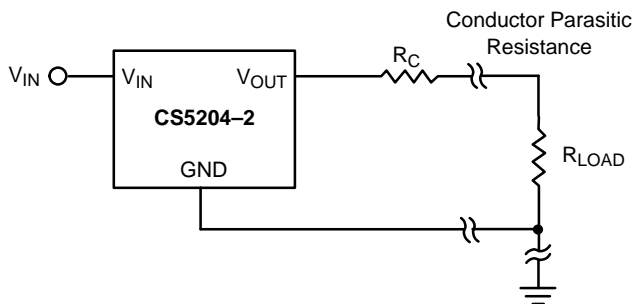 Conductor Parasitic
Resistance
R_C
V_IN
V_IN
V_OUT
CS5204–2
GND
R_LOAD